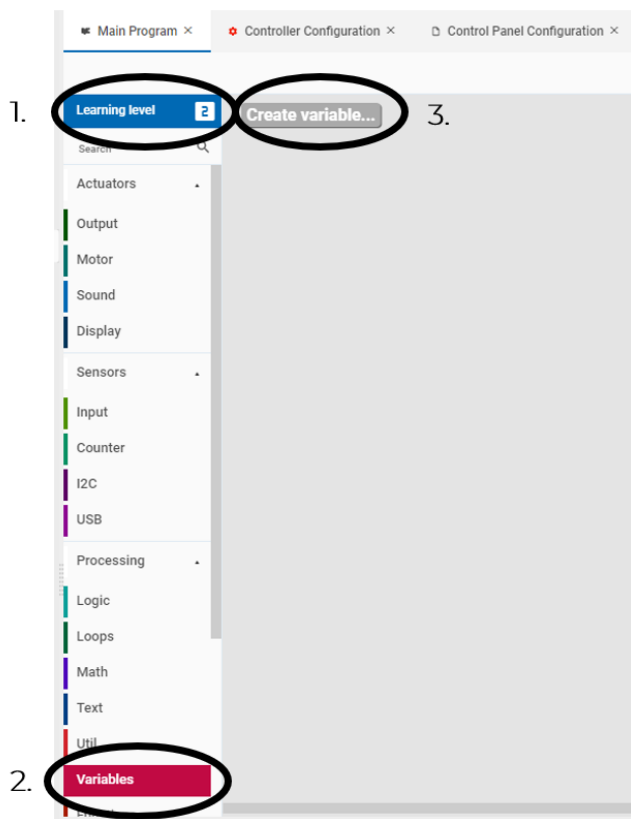 Main Program × Controller Configuration × Control Panel Configuration ×
1. Learning level 2 Create variable... 3.
Search
Actuators
Output
Motor
Sound
Display
Sensors
Input
Counter
I2C
USB
Processing
Logic
Loops
Math
Text
Util
2. Variables